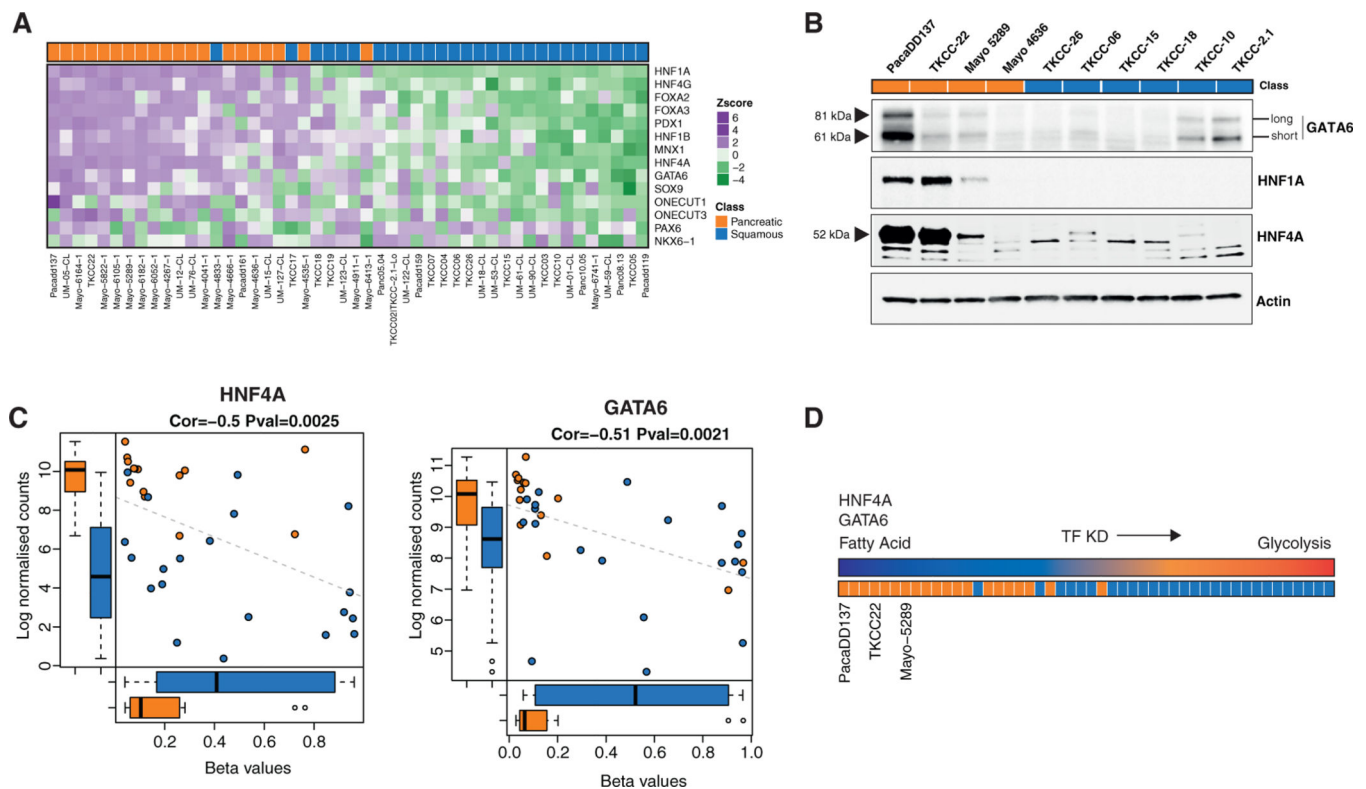 A
HNF1A
HNF4G
FOXA2
FOXA3
PDX1
HNF1B
MNX1
HNF4A
GATA6
SOX9
ONECUT1
ONECUT3
PAX6
NKX6−1
Zscore
6
4
2
0
−2
−4
Class
Pancreatic
Squamous
Pacadd137
UM−05−CL
Mayo−6164−1
TKCC22
Mayo−5822−1
Mayo−6105−1
Mayo−5289−1
Mayo−6182−1
Mayo−6052−1
Mayo−4267−1
UM−12−CL
UM−76−CL
Mayo−4041−1
Mayo−4833−1
Mayo−4666−1
Pacadd161
Mayo−4636−1
UM−15−CL
UM−127−CL
TKCC17
Mayo−4535−1
TKCC18
TKCC19
UM−123−CL
Mayo−4911−1
Mayo−6413−1
Panc05.04
TKCC02|TKCC−2.1−Lo
UM−122−CL
Pacadd159
TKCC07
TKCC04
TKCC06
TKCC26
UM−18−CL
UM−53−CL
TKCC15
UM−61−CL
UM−90−CL
TKCC03
TKCC10
UM−01−CL
Panc10.05
Mayo−6741−1
UM−59−CL
Panc08.13
TKCC05
Pacadd119
B
PacaDD137
TKCC-22
Mayo 5289
Mayo 4636
TKCC-26
TKCC-06
TKCC-15
TKCC-18
TKCC-10
TKCC-2.1
Class
81 kDa
61 kDa
long
short
GATA6
HNF1A
52 kDa
HNF4A
Actin
C
HNF4A
Cor=−0.5 Pval=0.0025
Log normalised counts
10
8
6
4
2
0
0.2 0.4 0.6 0.8
Beta values
GATA6
Cor=−0.51 Pval=0.0021
Log normalised counts
11
10
9
8
7
6
5
0.0 0.2 0.4 0.6 0.8 1.0
Beta values
D
HNF4A
GATA6
Fatty Acid
TF KD
Glycolysis
PacaDD137
TKCC22
Mayo−5289